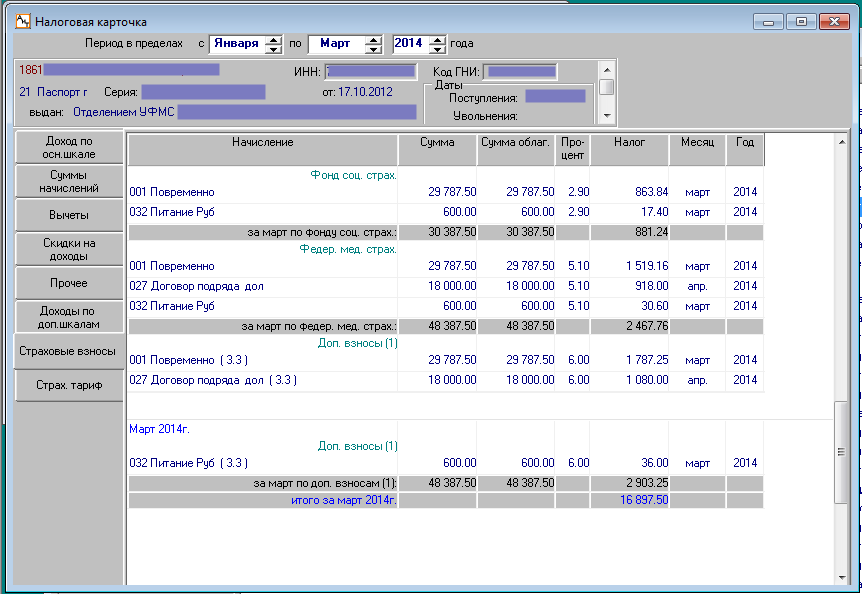 Налоговая карточка
Период в пределах с Января по Март 2014 года
1861
ИНН: Код ГНИ:
21 Паспорт г Серия: от: 17.10.2012
выдан: Отделением УФМС
Даты
Поступления:
Увольнения:
Доход по
осн.шкале
Суммы
начислений
Вычеты
Скидки на
доходы
Прочее
Доходы по
доп.шкалам
Страховые взносы
Страх. тариф
Начисление Сумма Сумма облаг. Про-
цент Налог Месяц Год
Фонд соц. страх.
001 Повременно 29 787.50 29 787.50 2.90 863.84 март 2014
032 Питание Руб 600.00 600.00 2.90 17.40 март 2014
за март по Фонду соц. страх.: 30 387.50 30 387.50 881.24
Федер. мед. страх.
001 Повременно 29 787.50 29 787.50 5.10 1 519.16 март 2014
027 Договор подряда дол 18 000.00 18 000.00 5.10 918.00 апр. 2014
032 Питание Руб 600.00 600.00 5.10 30.60 март 2014
за март по Федер. мед. страх.: 48 387.50 48 387.50 2 467.76
Доп. взносы (1)
001 Повременно ( 3.3 ) 29 787.50 29 787.50 6.00 1 787.25 март 2014
027 Договор подряда дол ( 3.3 ) 18 000.00 18 000.00 6.00 1 080.00 апр. 2014
Март 2014г.
Доп. взносы (1)
032 Питание Руб ( 3.3 ) 600.00 600.00 6.00 36.00 март 2014
за март по доп. взносам (1): 48 387.50 48 387.50 2 903.25
итого за март 2014г. 16 897.50